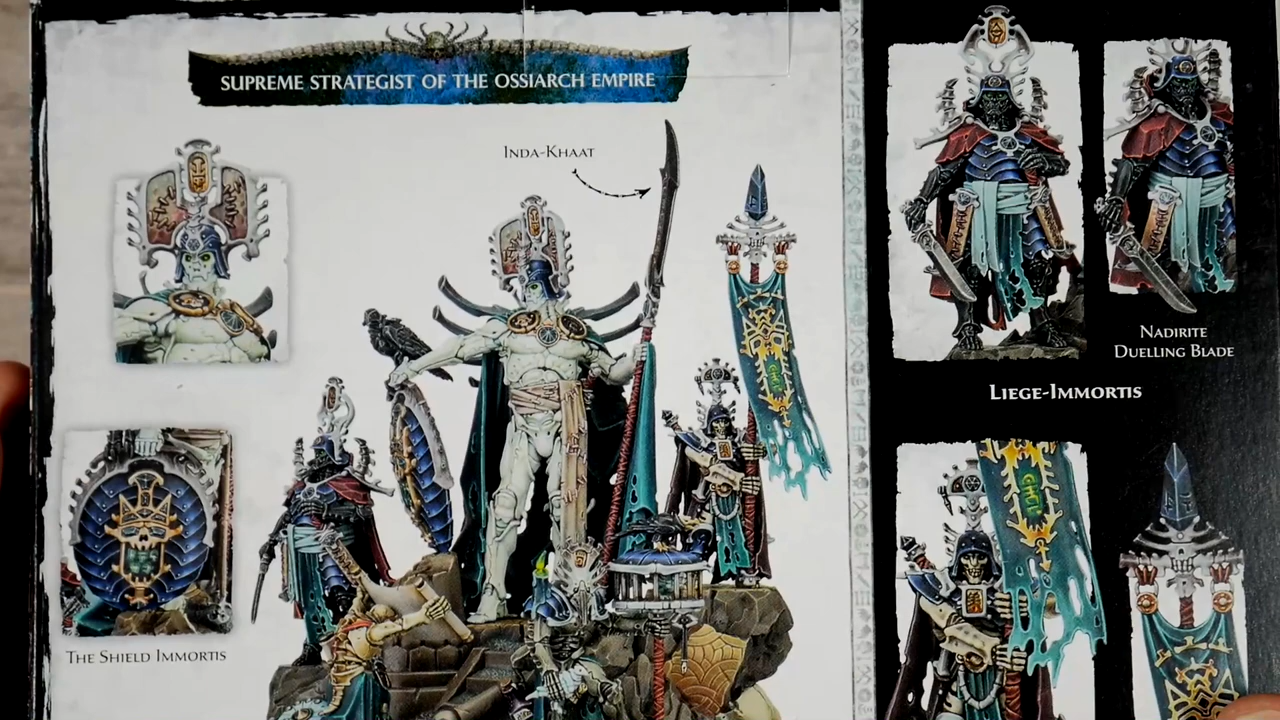 SUPREME STRATEGIST OF THE OSSIARCH EMPIRE
INDA-KHAAT
THE SHIELD IMMORTIS
NADIRITE
DUELLING BLADE
LIEGE-IMMORTIS